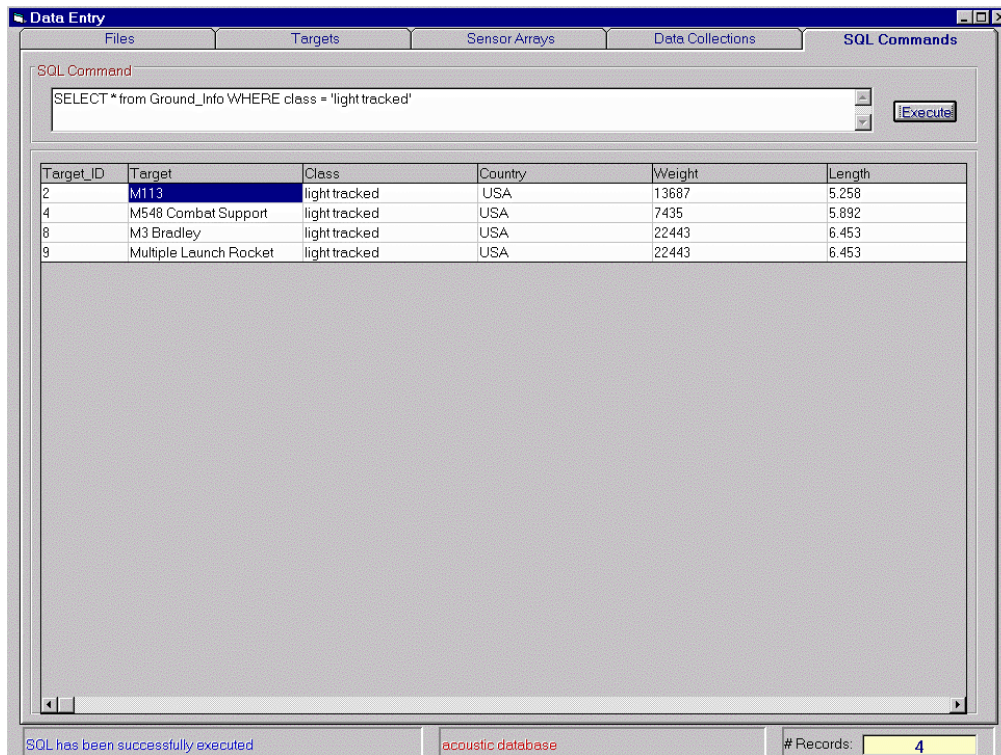 Data Entry
Files Targets Sensor Arrays Data Collections SQL Commands
SQL Command
SELECT * from Ground_Info WHERE class = 'light tracked'
Execute
Target_ID Target Class Country Weight Length
2 M113 light tracked USA 13687 5.258
4 M548 Combat Support light tracked USA 7435 5.892
8 M3 Bradley light tracked USA 22443 6.453
9 Multiple Launch Rocket light tracked USA 22443 6.453
SQL has been successfully executed acoustic database # Records: 4